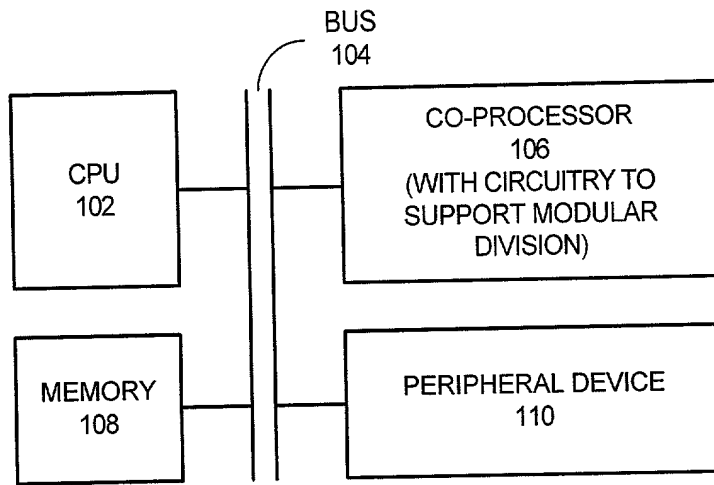 BUS
104
CPU
102
CO-PROCESSOR
106
(WITH CIRCUITRY TO
SUPPORT MODULAR
DIVISION)
MEMORY
108
PERIPHERAL DEVICE
110